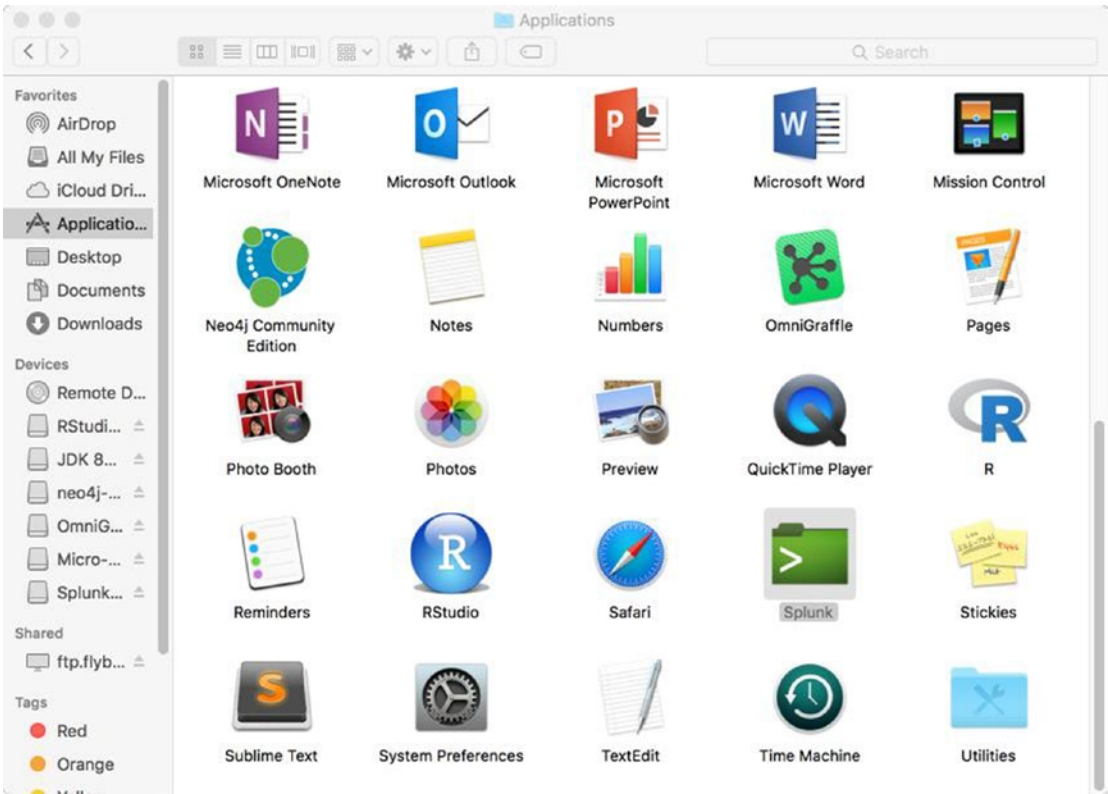 Applications
Search
Favorites
AirDrop
All My Files
iCloud Dri...
Applicatio...
Desktop
Documents
Downloads
Devices
Remote D...
RStudi...
JDK 8...
neo4j-...
OmniG...
Micro-...
Splunk...
Shared
ftp.flyb...
Tags
Red
Orange
N
O
P
W
Microsoft OneNote
Microsoft Outlook
Microsoft
PowerPoint
Microsoft Word
Mission Control
PAGES
Neo4j Community
Edition
Notes
Numbers
OmniGraffle
Pages
R
Photo Booth
Photos
Preview
QuickTime Player
R
R
>
Reminders
RStudio
Safari
Splunk
Stickies
S
Sublime Text
System Preferences
TextEdit
Time Machine
Utilities